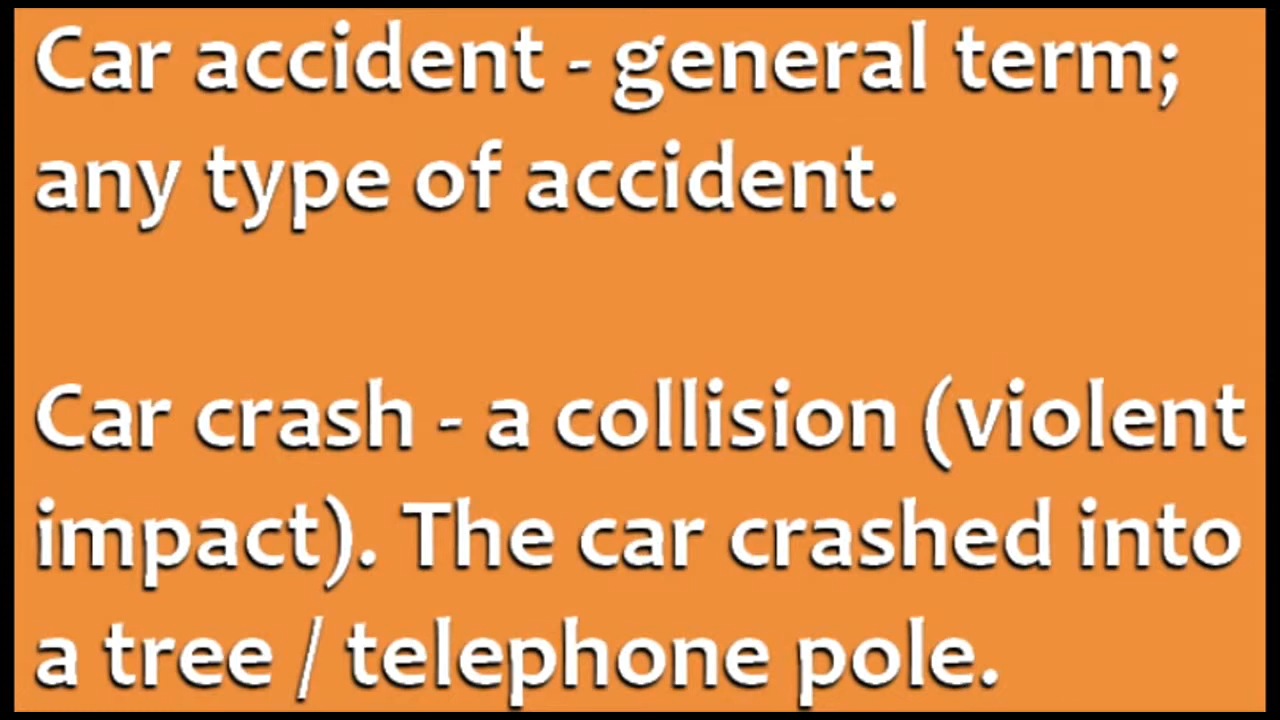 Car accident - general term;
any type of accident.
Car crash - a collision (violent
impact). The car crashed into
a tree / telephone pole.